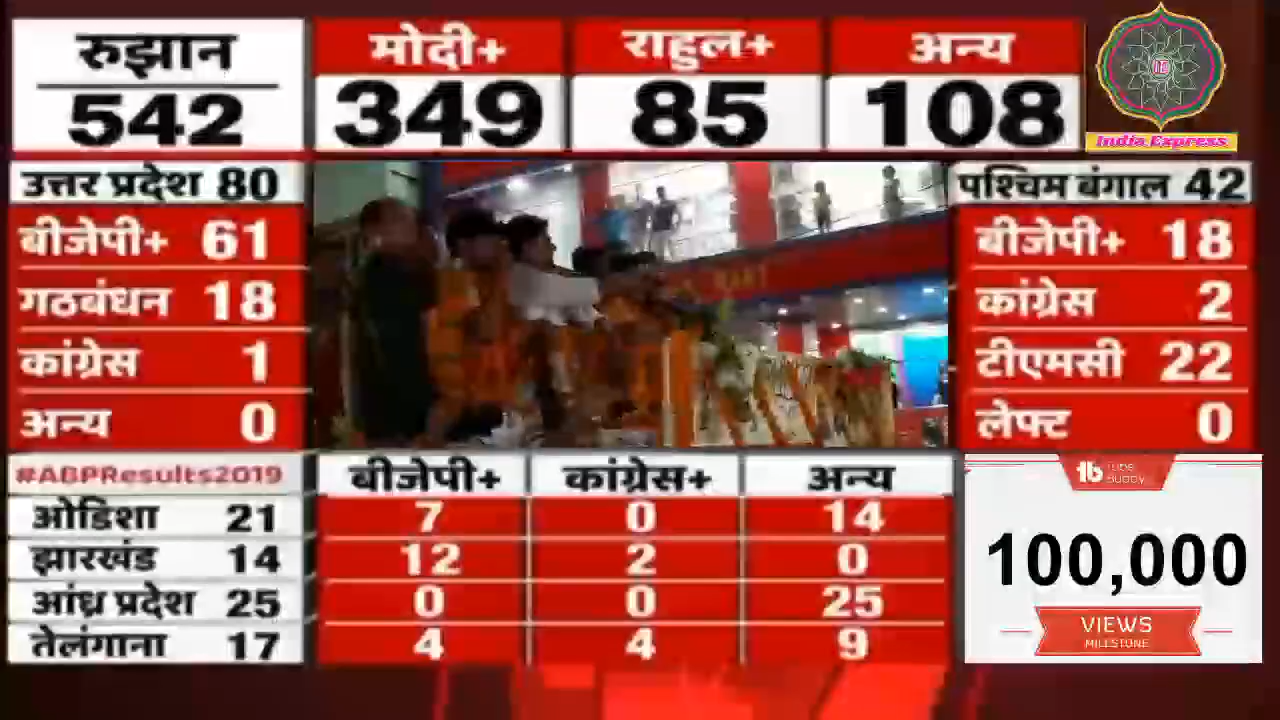 रुझान
542
मोदी+
349
राहुल+
85
अन्य
108
India Express
उत्तर प्रदेश 80
बीजेपी+ 61
गठबंधन 18
कांग्रेस 1
अन्य 0
पश्चिम बंगाल 42
बीजेपी+ 18
कांग्रेस 2
टीएमसी 22
लेफ्ट 0
#ABPResults2019
बीजेपी+ कांग्रेस+ अन्य
ओडिशा 21 7 0 14
झारखंड 14 12 2 0
आंध्र प्रदेश 25 0 0 25
तेलंगाना 17 4 4 9
tube
Buddy
100,000
VIEWS
MILESTONE